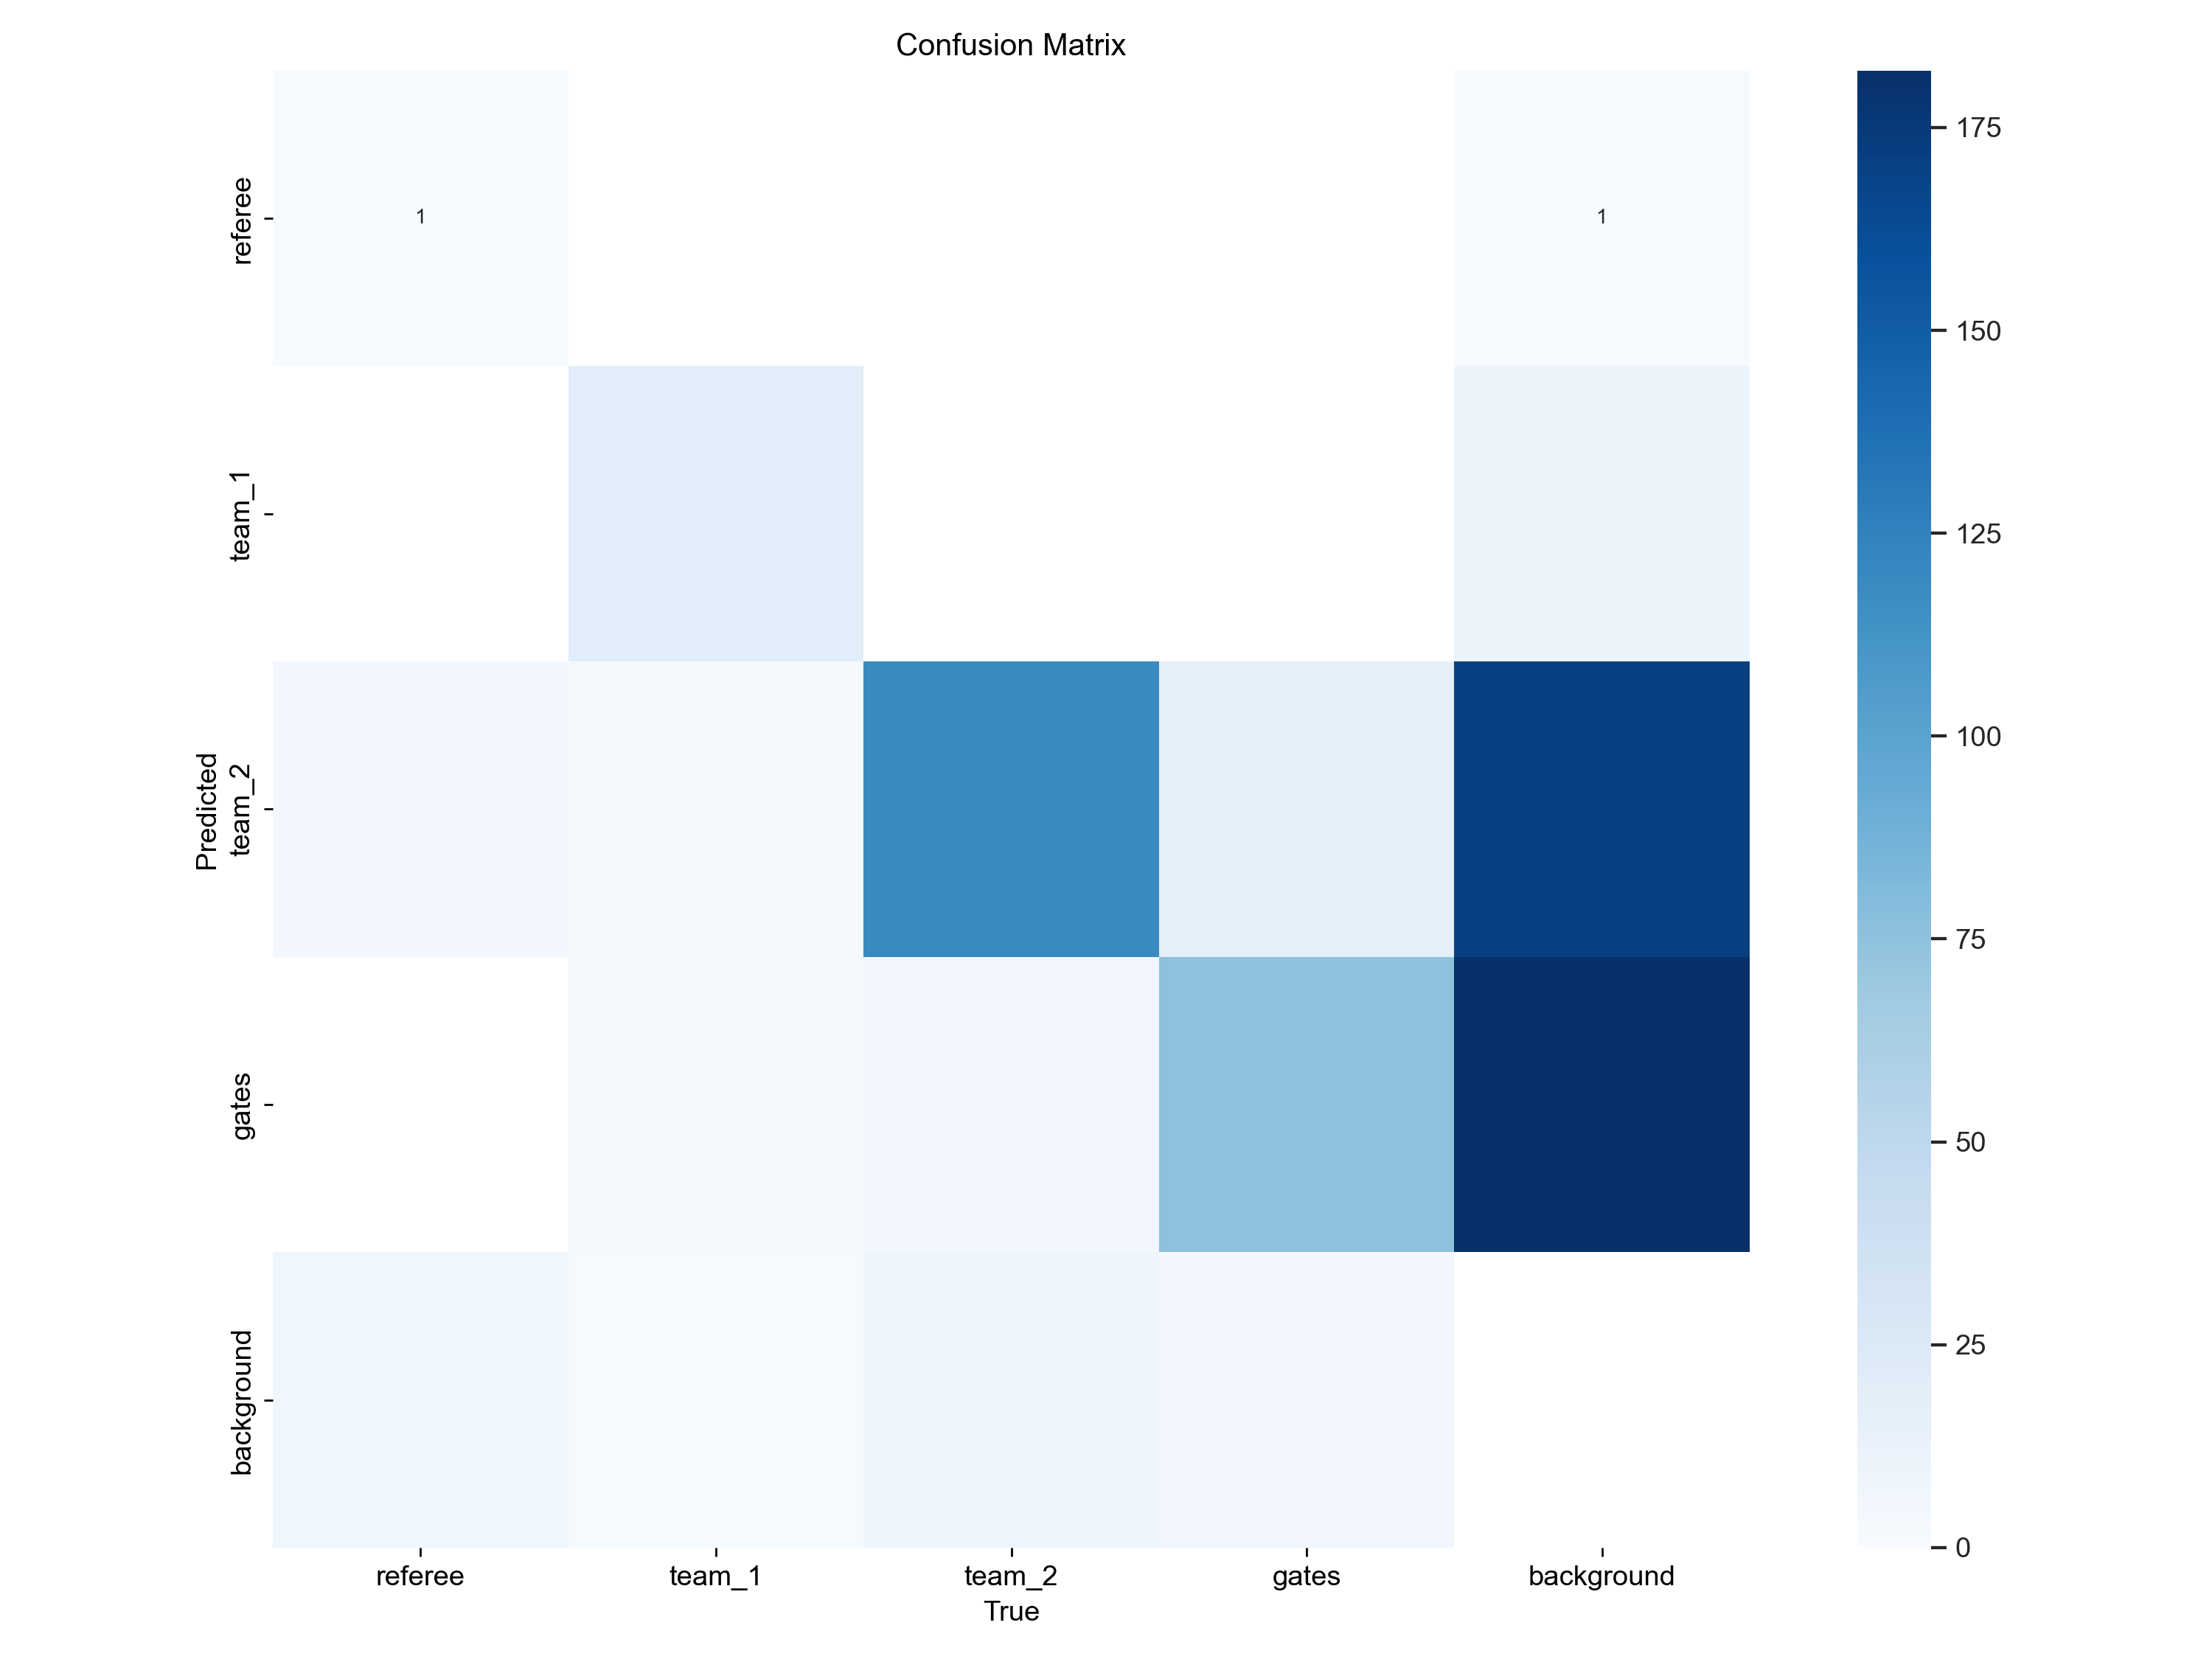 Confusion Matrix
referee
1
1
team_1
team_2
gates
background
Predicted
referee
team_1
team_2
gates
background
True
175
150
125
100
75
50
25
0